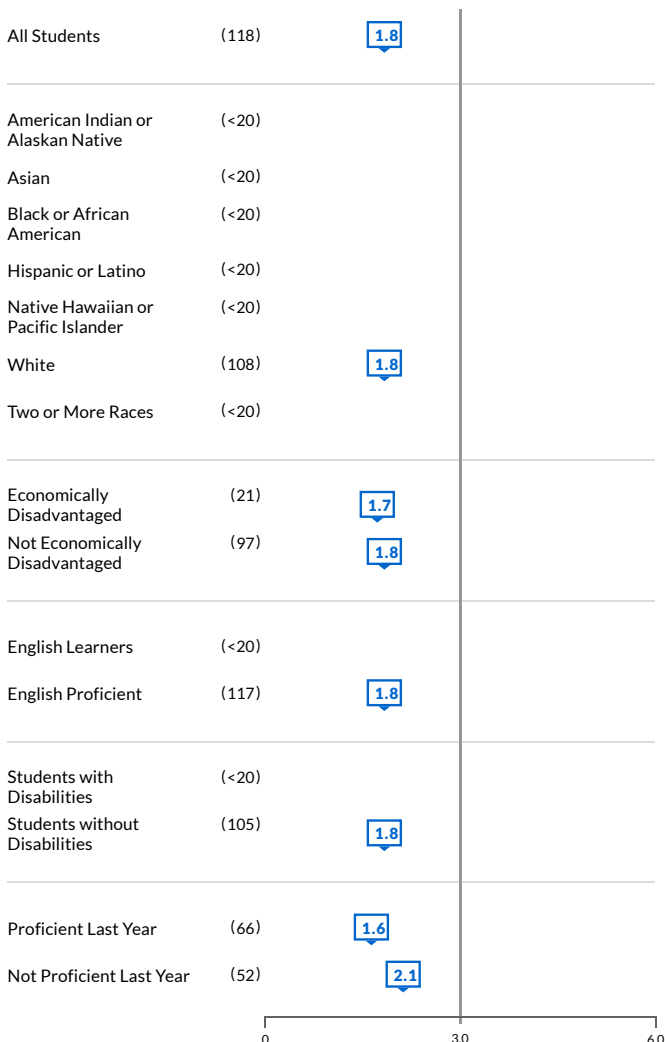 All Students (118) 1.8
American Indian or (<20)
Alaskan Native
Asian (<20)
Black or African (<20)
American
Hispanic or Latino (<20)
Native Hawaiian or (<20)
Pacific Islander
White (108) 1.8
Two or More Races (<20)
Economically (21) 1.7
Disadvantaged
Not Economically (97) 1.8
Disadvantaged
English Learners (<20)
English Proficient (117) 1.8
Students with (<20)
Disabilities
Students without (105) 1.8
Disabilities
Proficient Last Year (66) 1.6
Not Proficient Last Year (52) 2.1
0 3.0 6.0